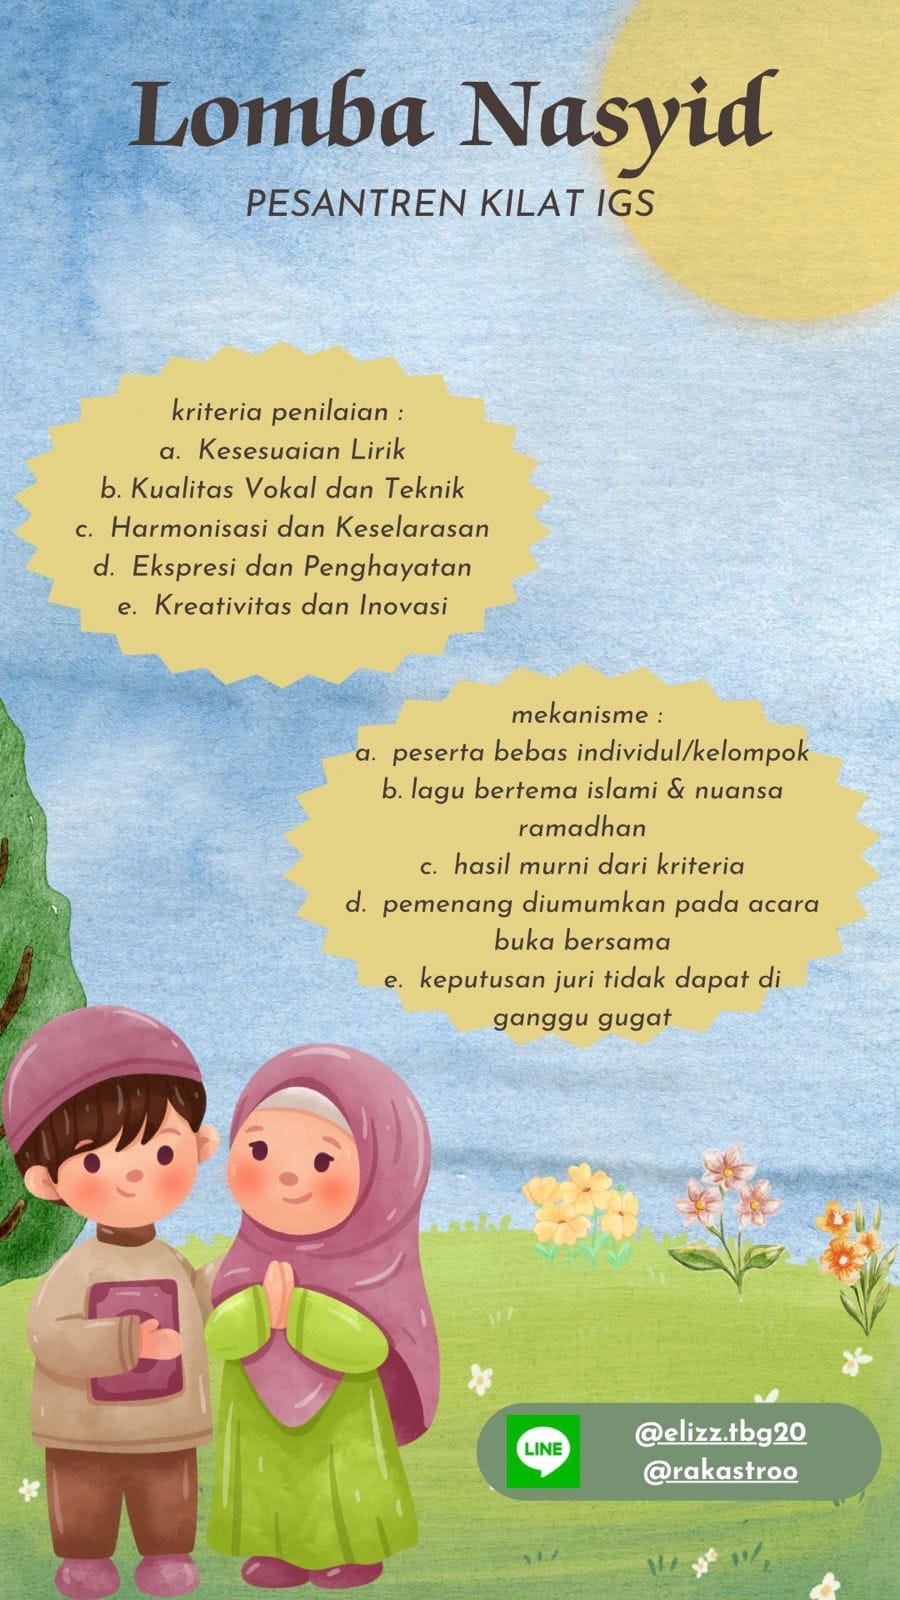 Lomba Nasyid
PESANTREN KILAT IGS
kriteria penilaian :
a. Kesesuaian Lirik
b. Kualitas Vokal dan Teknik
c. Harmonisasi dan Keselarasan
d. Ekspresi dan Penghayatan
e. Kreativitas dan Inovasi
mekanisme :
a. peserta bebas individul/kelompok
b. lagu bertema islami & nuansa
ramadhan
c. hasil murni dari kriteria
d. pemenang diumumkan pada acara
buka bersama
e. keputusan juri tidak dapat di
ganggu gugat
LINE
@elizz.tbg20
@rakastroo